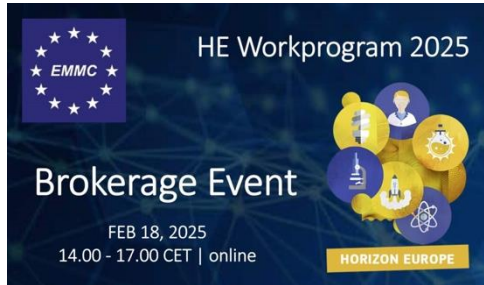 EMMC
HE Workprogram 2025
Brokerage Event
FEB 18, 2025
14.00 - 17.00 CET | online
HORIZON EUROPE